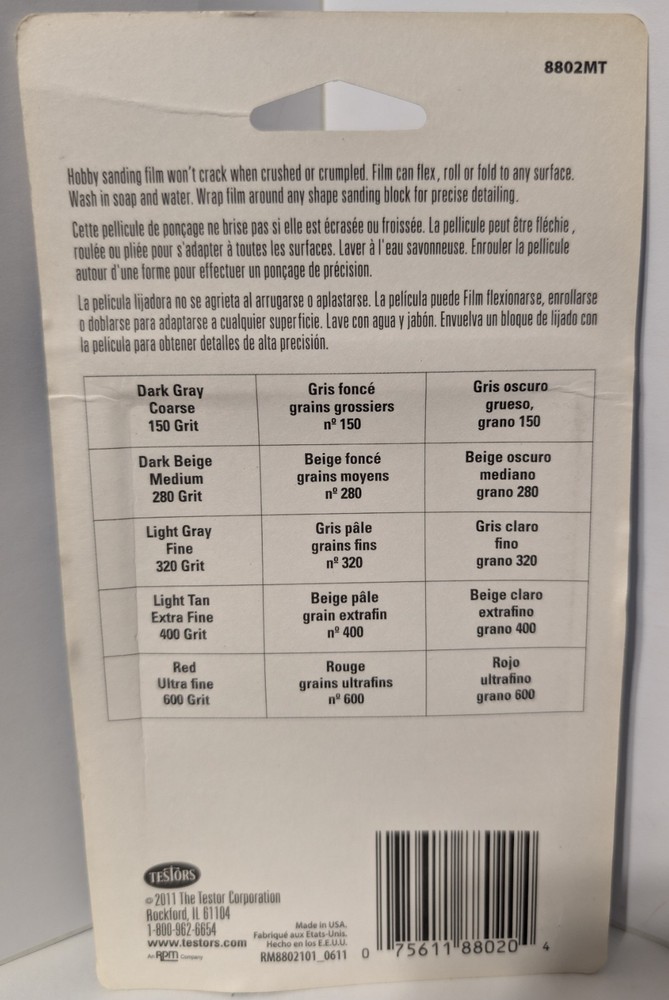 8802MT
Hobby sanding film won't crack when crushed or crumpled. Film can flex, roll or fold to any surface.
Wash in soap and water. Wrap film around any shape sanding block for precise detailing.
Cette pellicule de ponçage ne brise pas si elle est écrasée ou froissée. La pellicule peut être fléchie,
roulée ou pliée pour s'adapter à toutes les surfaces. Laver à l'eau savonneuse. Enrouler la pellicule
autour d'une forme pour effectuer un ponçage de précision.
La película lijadora no se agrieta al arrugarse o aplastarse. La película puede Film flexionarse, enrollarse
o doblarse para adaptarse a cualquier superficie. Lave con agua y jabón. Envuelva un bloque de lijado con
la película para obtener detalles de alta precisión.
Dark Gray
Coarse
150 Grit
Gris foncé
grains grossiers
nº 150
Gris oscuro
grueso,
grano 150
Dark Beige
Medium
280 Grit
Beige foncé
grains moyens
nº 280
Beige oscuro
mediano
grano 280
Light Gray
Fine
320 Grit
Gris pâle
grains fins
nº 320
Gris claro
fino
grano 320
Light Tan
Extra Fine
400 Grit
Beige pâle
grain extrafin
nº 400
Beige claro
extrafino
grano 400
Red
Ultra fine
600 Grit
Rouge
grains ultrafins
nº 600
Rojo
ultrafino
grano 600
TESTORS
© 2011 The Testor Corporation
Rockford, IL 61104
1-800-962-6654
www.testors.com
An RPM Company
Made in USA.
Fabriqué aux États-Unis.
Hecho en los E.E.U.U.
RM8802101_0611
0 75611 88020 4